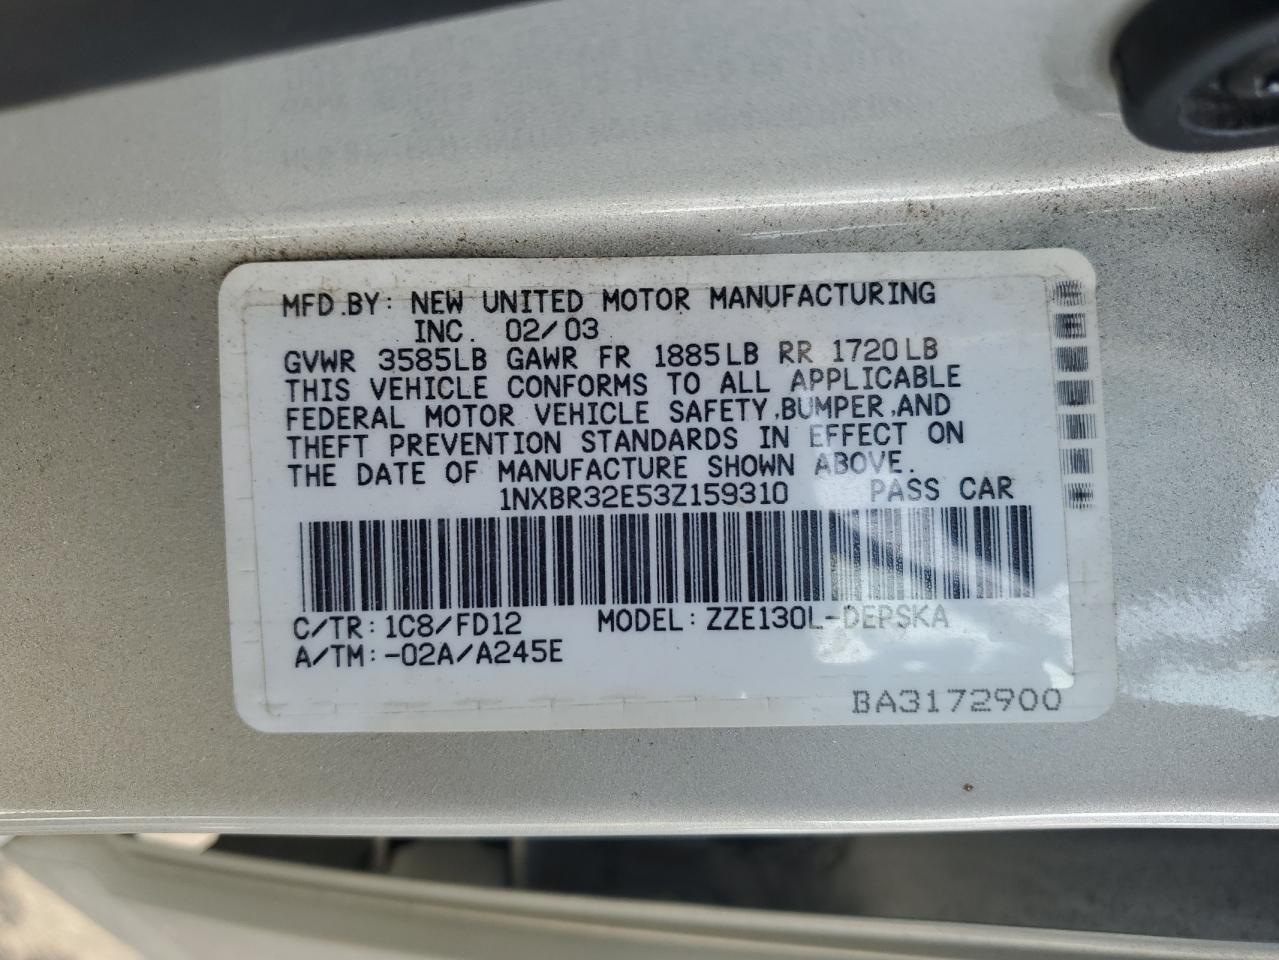 MFD.BY: NEW UNITED MOTOR MANUFACTURING
INC. 02/03
GVWR 3585LB GAWR FR 1885LB RR 1720LB
THIS VEHICLE CONFORMS TO ALL APPLICABLE
FEDERAL MOTOR VEHICLE SAFETY,BUMPER,AND
THEFT PREVENTION STANDARDS IN EFFECT ON
THE DATE OF MANUFACTURE SHOWN ABOVE.
1NXBR32E53Z159310 PASS CAR
C/TR: 1C8/FD12 MODEL: ZZE130L-DEPSKA
A/TM:-02A/A245E
BA3172900